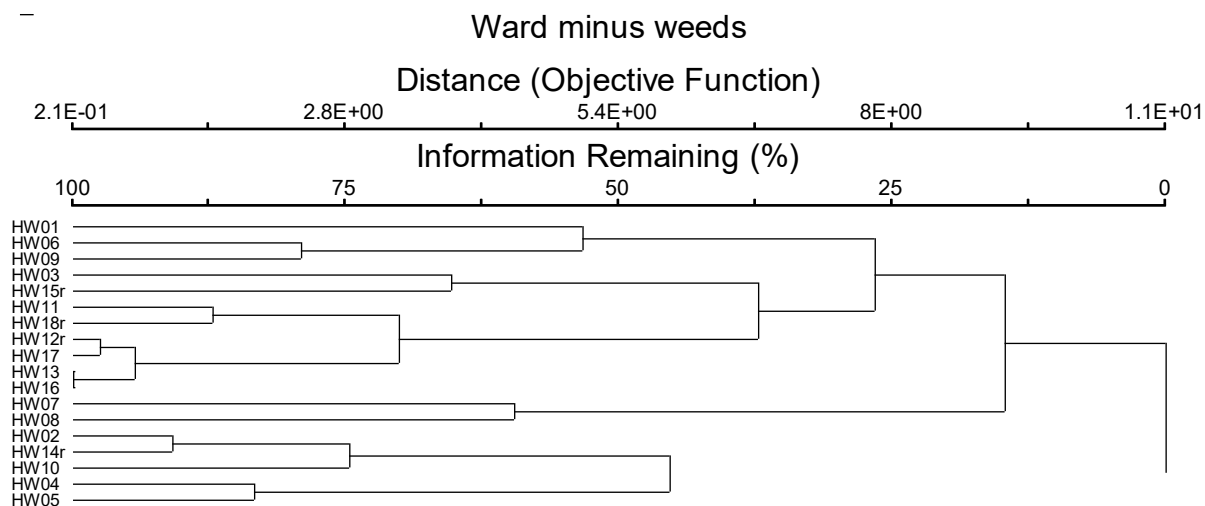 Ward minus weeds
Distance (Objective Function)
2.1E-01 2.8E+00 5.4E+00 8E+00 1.1E+01
Information Remaining (%)
100 75 50 25 0
HW01
HW06
HW09
HW03
HW15r
HW11
HW18r
HW12r
HW17
HW13
HW16
HW07
HW08
HW02
HW14r
HW10
HW04
HW05